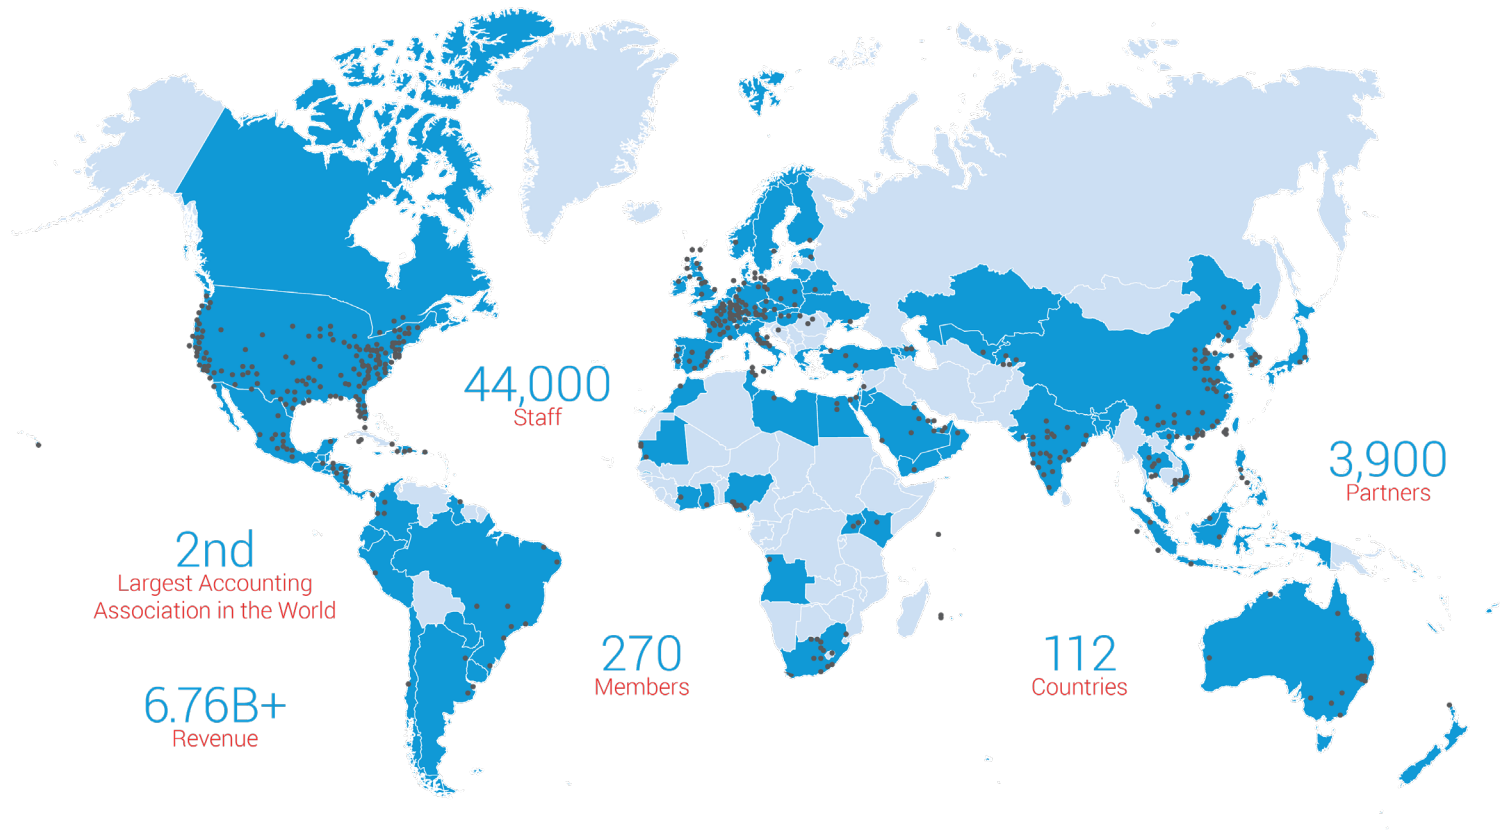 44,000
Staff
3,900
Partners
2nd
Largest Accounting
Association in the World
270
Members
112
Countries
6.76B+
Revenue